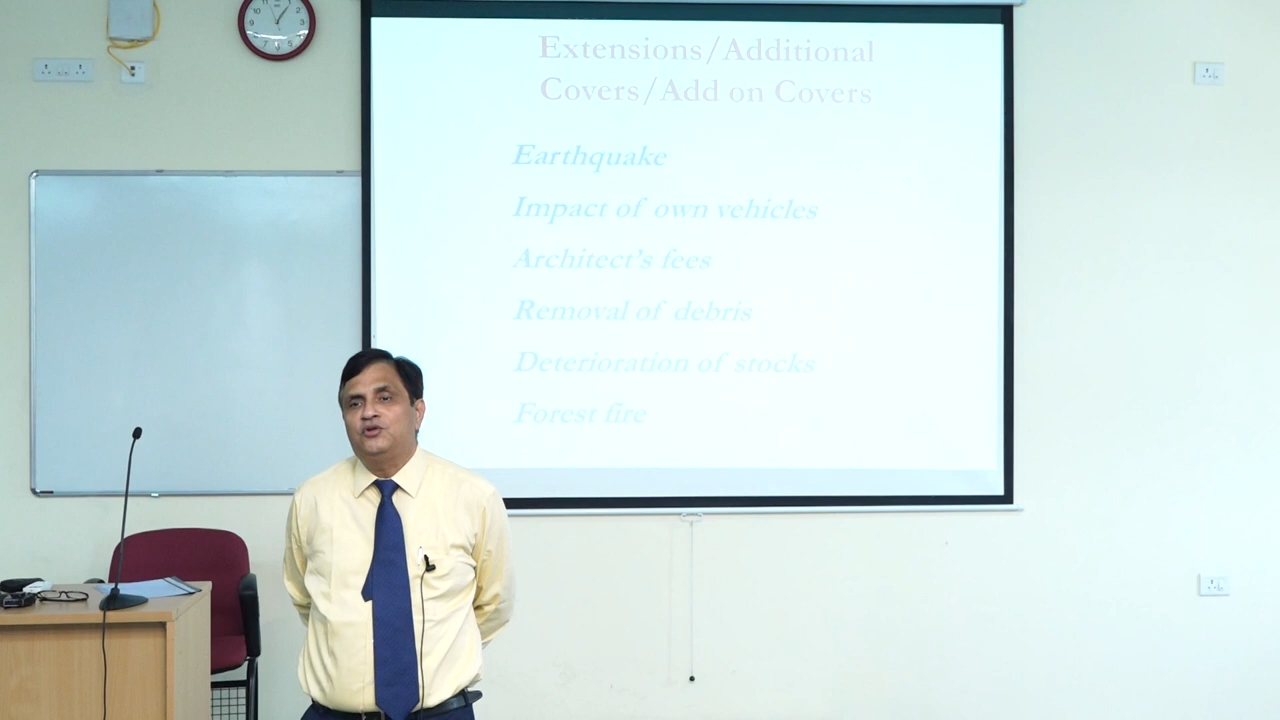 Extensions/Additional
Covers/Add on Covers
Earthquake
Impact of own vehicles
Architect's fees
Removal of debris
Deterioration of stocks
Forest fire